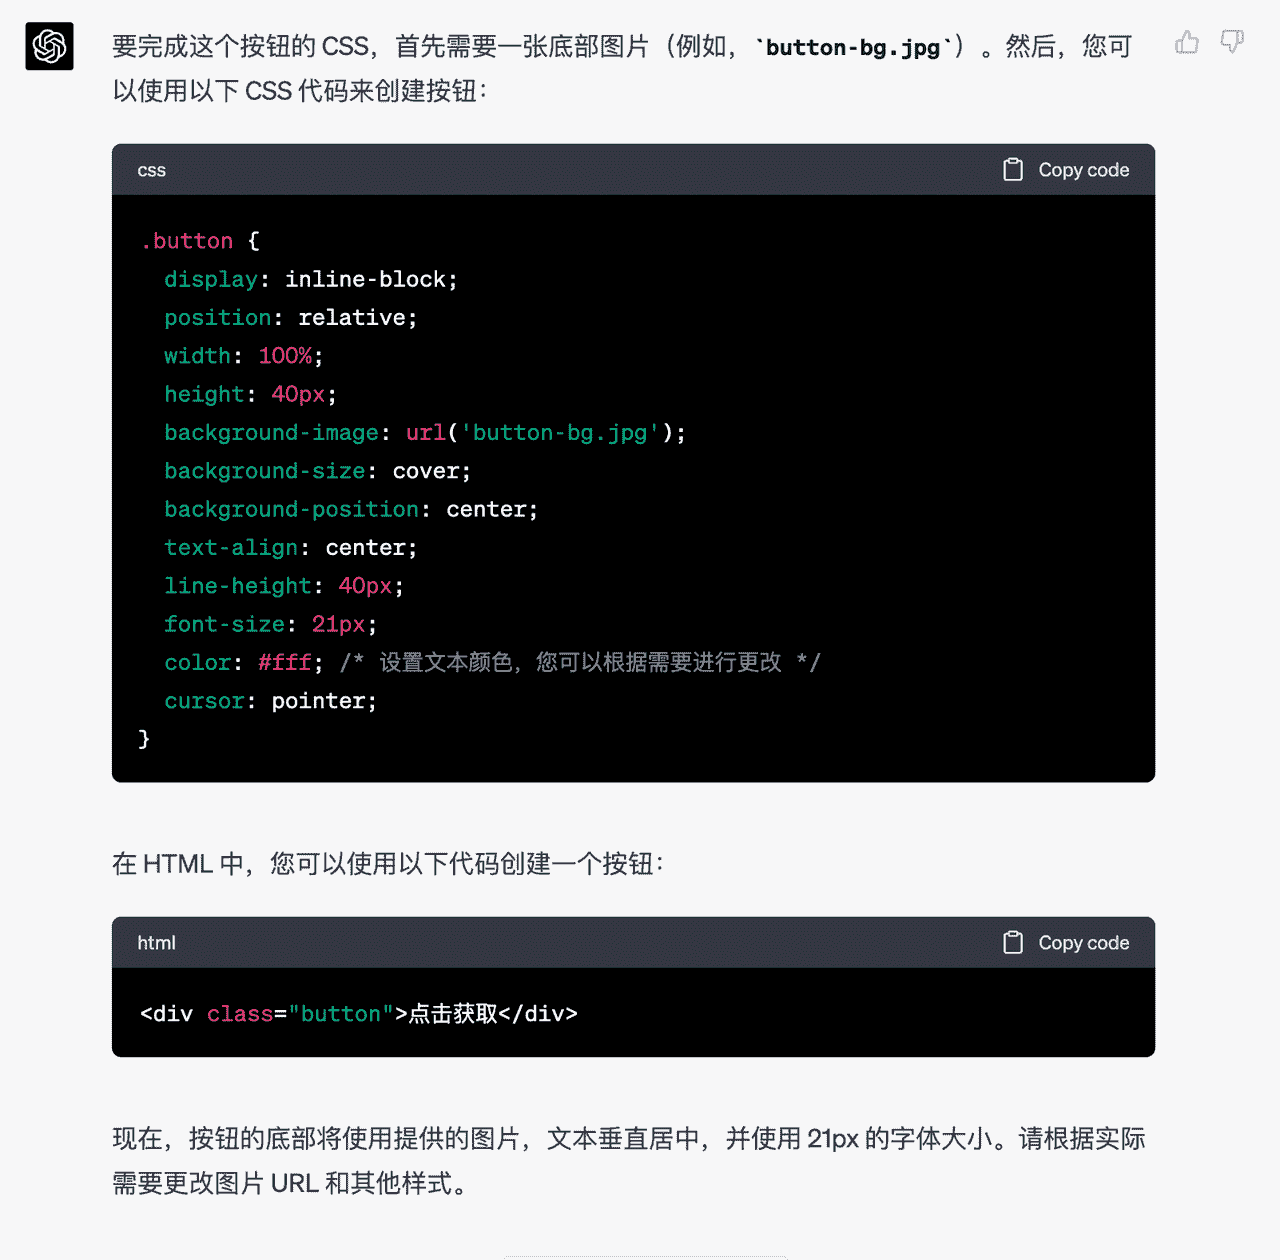 要完成这个按钮的 CSS，首先需要一张底部图片（例如，`button-bg.jpg`）。然后，您可
以使用以下 CSS 代码来创建按钮：
css
Copy code
.button {
  display: inline-block;
  position: relative;
  width: 100%;
  height: 40px;
  background-image: url('button-bg.jpg');
  background-size: cover;
  background-position: center;
  text-align: center;
  line-height: 40px;
  font-size: 21px;
  color: #fff; /* 设置文本颜色，您可以根据需要进行更改 */
  cursor: pointer;
}
在 HTML 中，您可以使用以下代码创建一个按钮：
html
Copy code
<div class="button">点击获取</div>
现在，按钮的底部将使用提供的图片，文本垂直居中，并使用 21px 的字体大小。请根据实际
需要更改图片 URL 和其他样式。